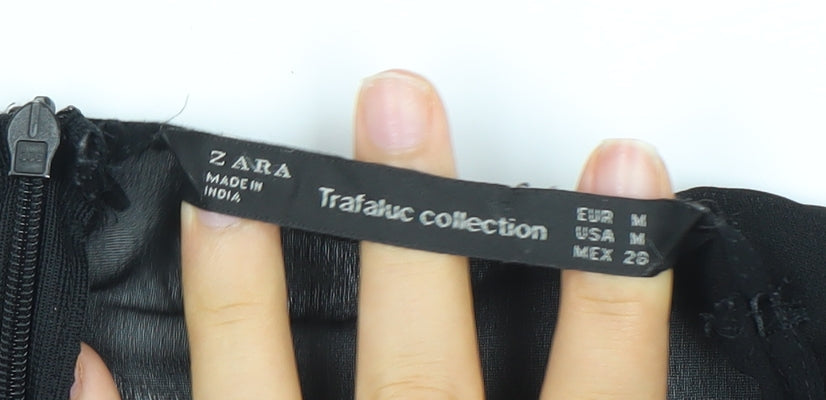 ZARA
MADE IN
INDIA
Trafaluc collection
EUR M
USA M
MEX 28